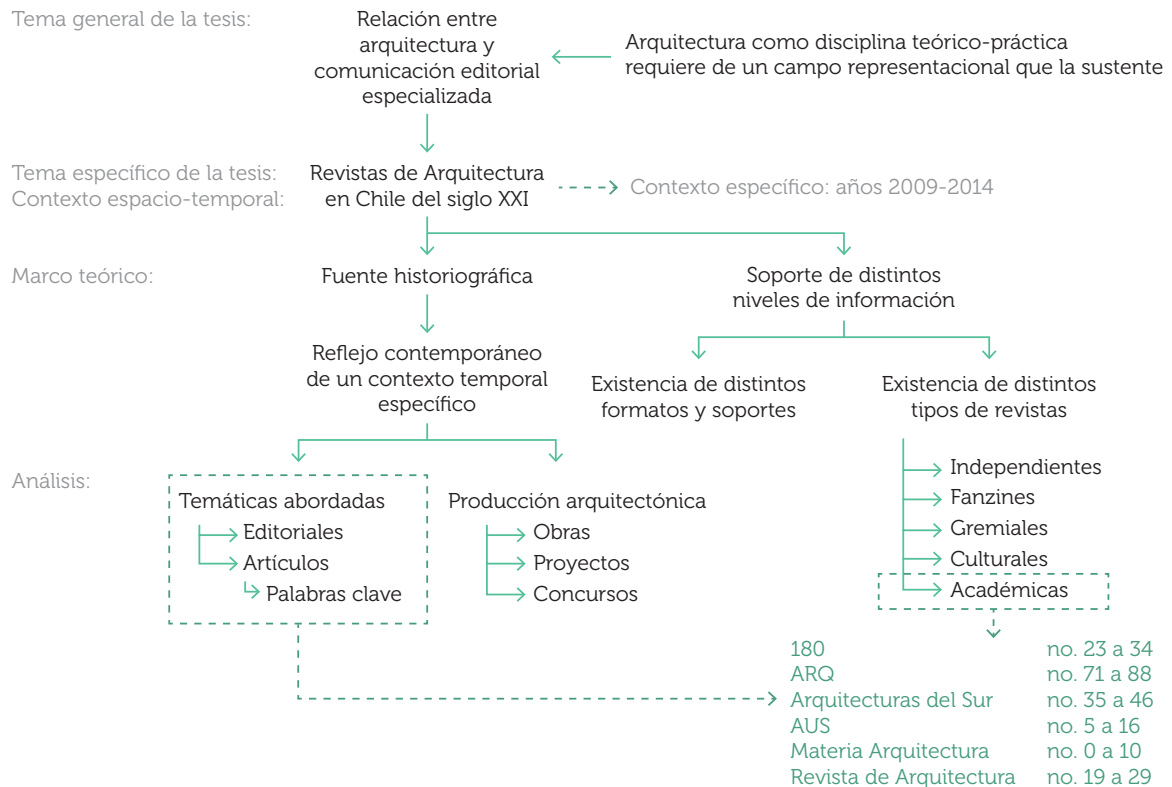 Tema general de la tesis:
Relación entre
arquitectura y
comunicación editorial
especializada
Arquitectura como disciplina teórico-práctica
requiere de un campo representacional que la sustente
Tema específico de la tesis:
Contexto espacio-temporal:
Revistas de Arquitectura
en Chile del siglo XXI
Contexto específico: años 2009-2014
Marco teórico:
Fuente historiográfica
Soporte de distintos
niveles de información
Reflejo contemporáneo
de un contexto temporal
específico
Existencia de distintos
formatos y soportes
Existencia de distintos
tipos de revistas
Independientes
Fanzines
Gremiales
Culturales
Académicas
Análisis:
Temáticas abordadas
Editoriales
Artículos
Palabras clave
Producción arquitectónica
Obras
Proyectos
Concursos
180 no. 23 a 34
ARQ no. 71 a 88
Arquitecturas del Sur no. 35 a 46
AUS no. 5 a 16
Materia Arquitectura no. 0 a 10
Revista de Arquitectura no. 19 a 29